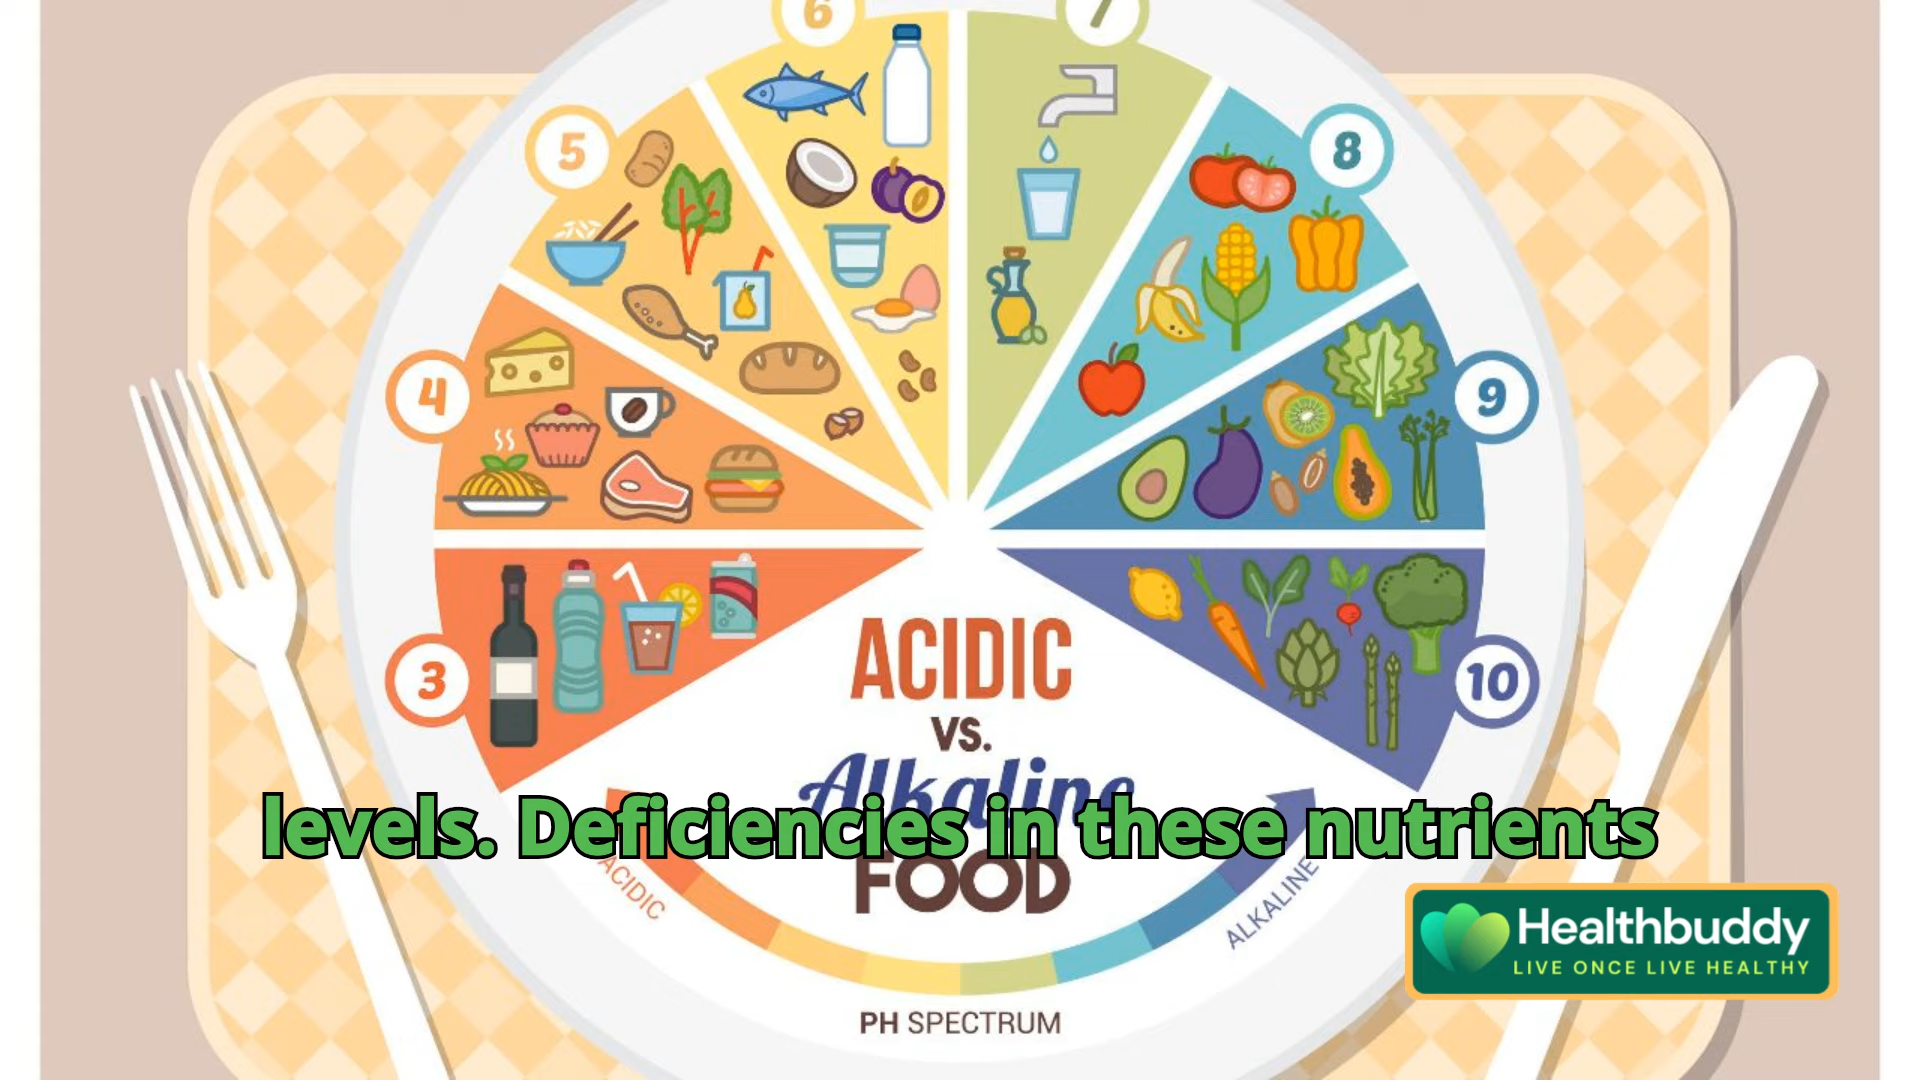 6
7
5
8
4
9
3
10
ACIDIC
VS.
Alkaline
levels. Deficiencies in these nutrients
FOOD
ACIDIC
ALKALINE
PH SPECTRUM
Healthbuddy
LIVE ONCE LIVE HEALTHY